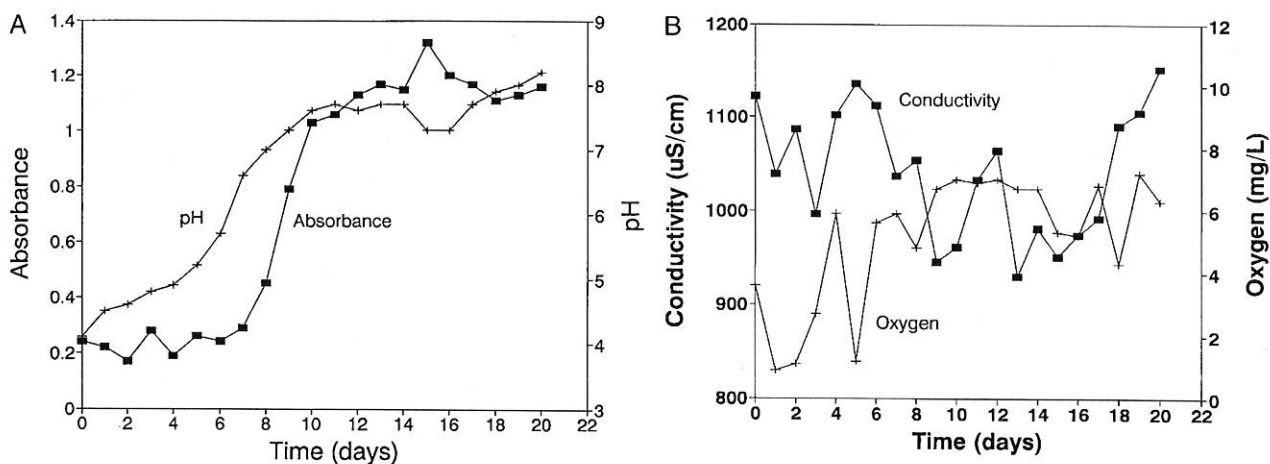 A
1.4
1.2
1
0.8
0.6
0.4
0.2
0
Absorbance
pH
Absorbance
9
8
7
6
5
4
3
pH
0 2 4 6 8 10 12 14 16 18 20 22
Time (days)
B
1200
1100
1000
900
800
Conductivity (uS/cm)
Conductivity
Oxygen
12
10
8
6
4
2
0
Oxygen (mg/L)
0 2 4 6 8 10 12 14 16 18 20 22
Time (days)